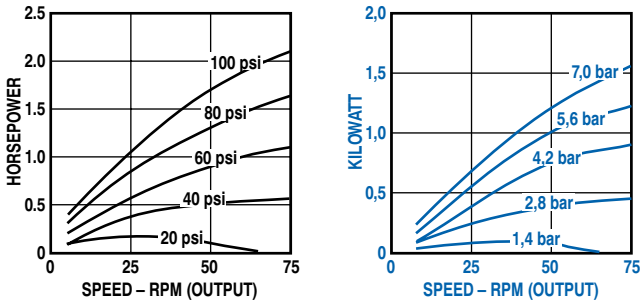 HORSEPOWER
2.5
2.0
1.5
1.0
0.5
0
100 psi
80 psi
60 psi
40 psi
20 psi
0 25 50 75
SPEED – RPM (OUTPUT)
KILOWATT
2,0
1,5
1,0
0,5
0
7,0 bar
5,6 bar
4,2 bar
2,8 bar
1,4 bar
0 25 50 75
SPEED – RPM (OUTPUT)